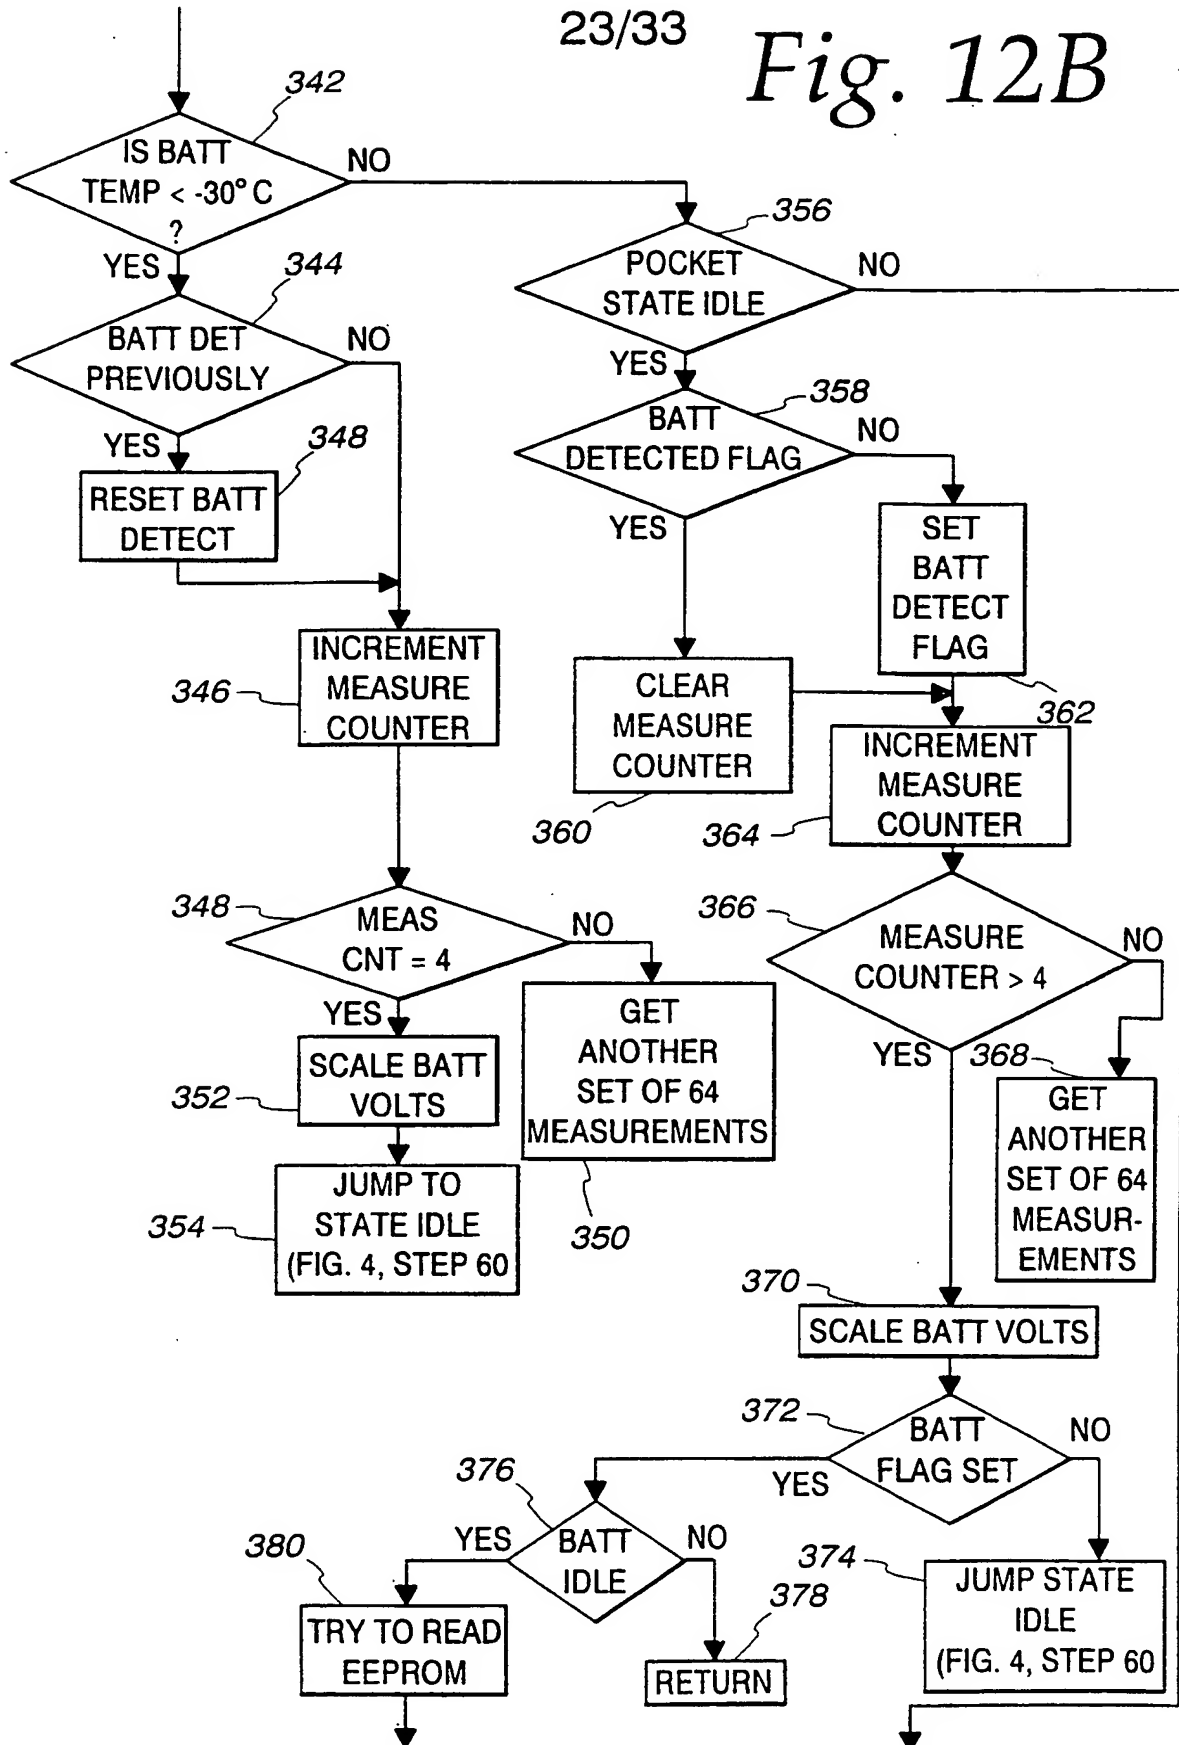 23/33
Fig. 12B
342
IS BATT
TEMP < -30° C
?
NO
YES
344
BATT DET
PREVIOUSLY
NO
YES
348
RESET BATT
DETECT
INCREMENT
MEASURE
COUNTER
346
348
MEAS
CNT = 4
NO
YES
SCALE BATT
VOLTS
352
GET
ANOTHER
SET OF 64
MEASUREMENTS
350
JUMP TO
STATE IDLE
(FIG. 4, STEP 60
354
356
POCKET
STATE IDLE
NO
YES
358
BATT
DETECTED FLAG
NO
YES
SET
BATT
DETECT
FLAG
362
CLEAR
MEASURE
COUNTER
360
INCREMENT
MEASURE
COUNTER
364
366
MEASURE
COUNTER > 4
NO
YES
368
GET
ANOTHER
SET OF 64
MEASUR-
EMENTS
370
SCALE BATT VOLTS
372
BATT
FLAG SET
NO
YES
374
JUMP STATE
IDLE
(FIG. 4, STEP 60
376
BATT
IDLE
YES
NO
378
RETURN
380
TRY TO READ
EEPROM